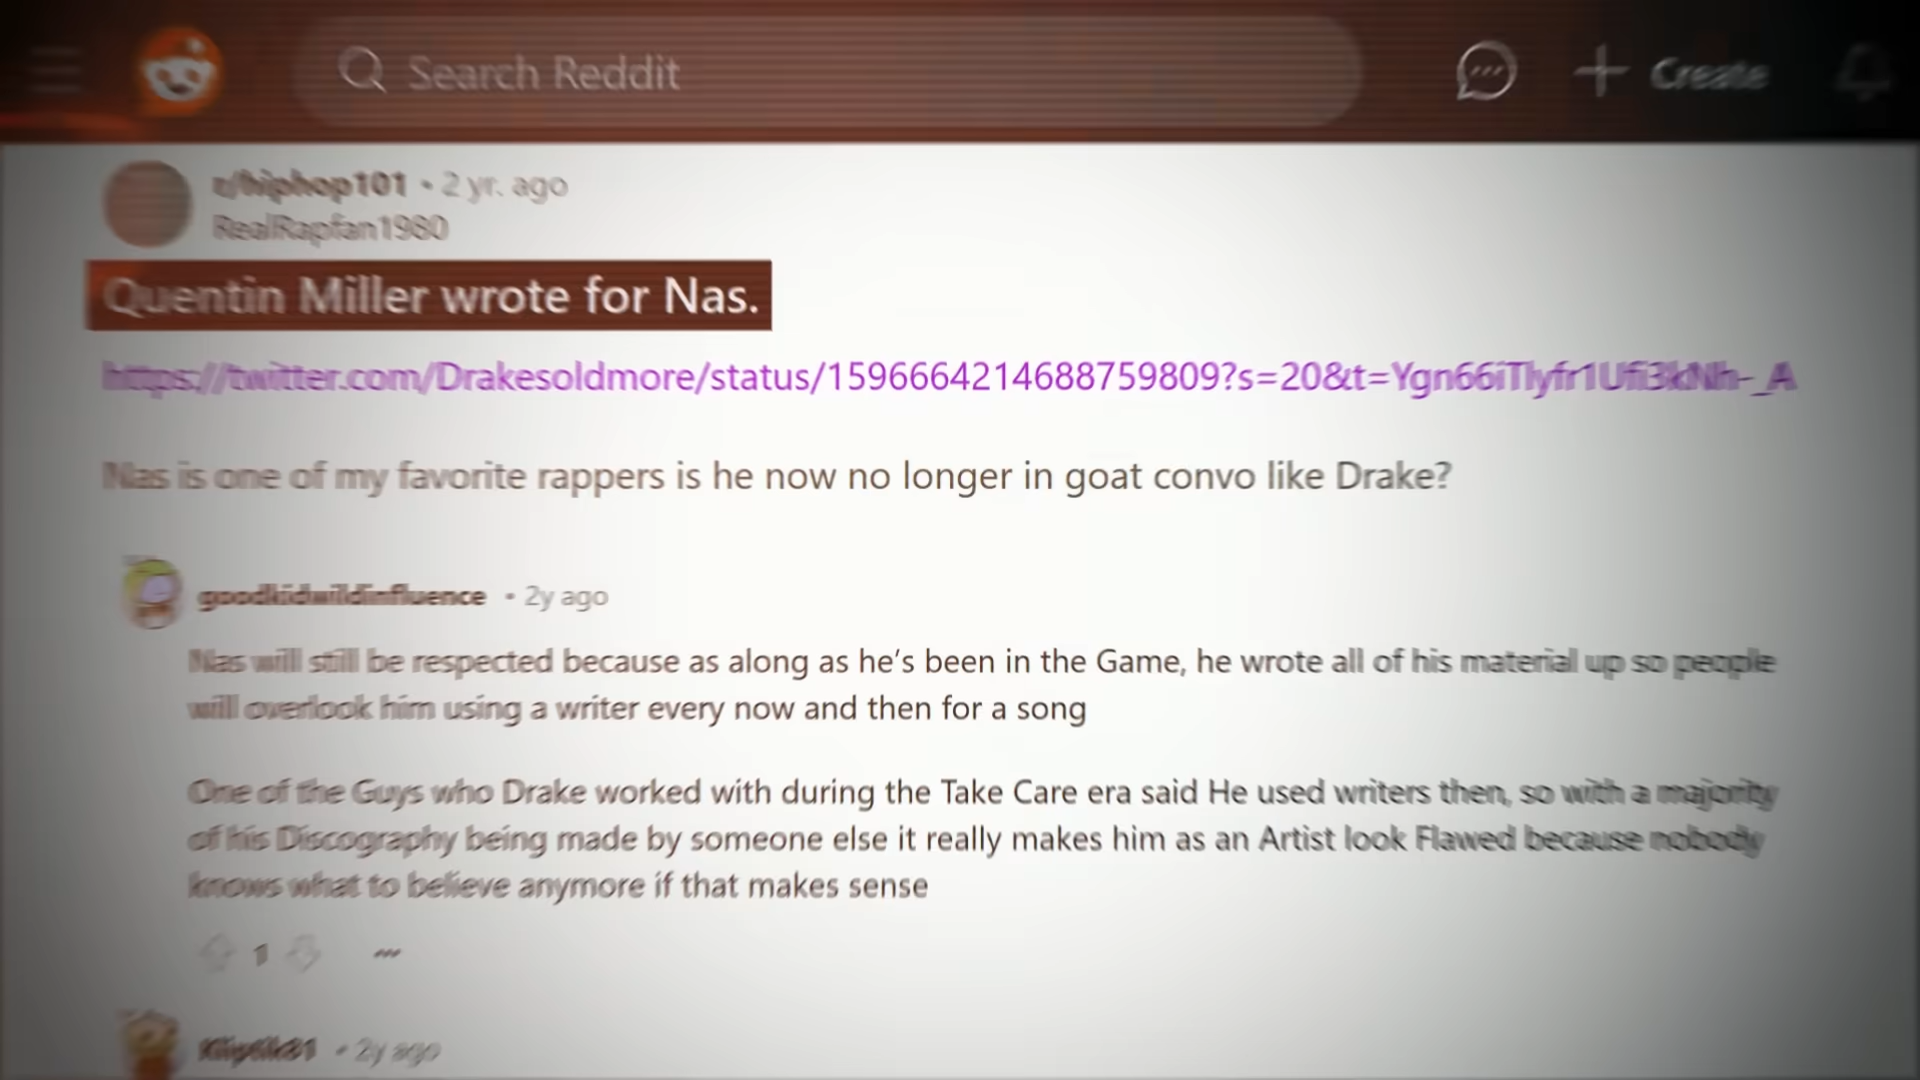 Search Reddit
Create
r/hiphop101 • 2 yr. ago
RealRapfan1980
Quentin Miller wrote for Nas.
https://twitter.com/Drakesoldmore/status/1596664214688759809?s=20&t=Ygn66iTlyfr1Ufi3kNh-_A
Nas is one of my favorite rappers is he now no longer in goat convo like Drake?
goodkidwildinfluence • 2y ago
Nas will still be respected because as along as he's been in the Game, he wrote all of his material up so people
will overlook him using a writer every now and then for a song
One of the Guys who Drake worked with during the Take Care era said He used writers then, so with a majority
of his Discography being made by someone else it really makes him as an Artist look Flawed because nobody
knows what to believe anymore if that makes sense
1
• 2y ago